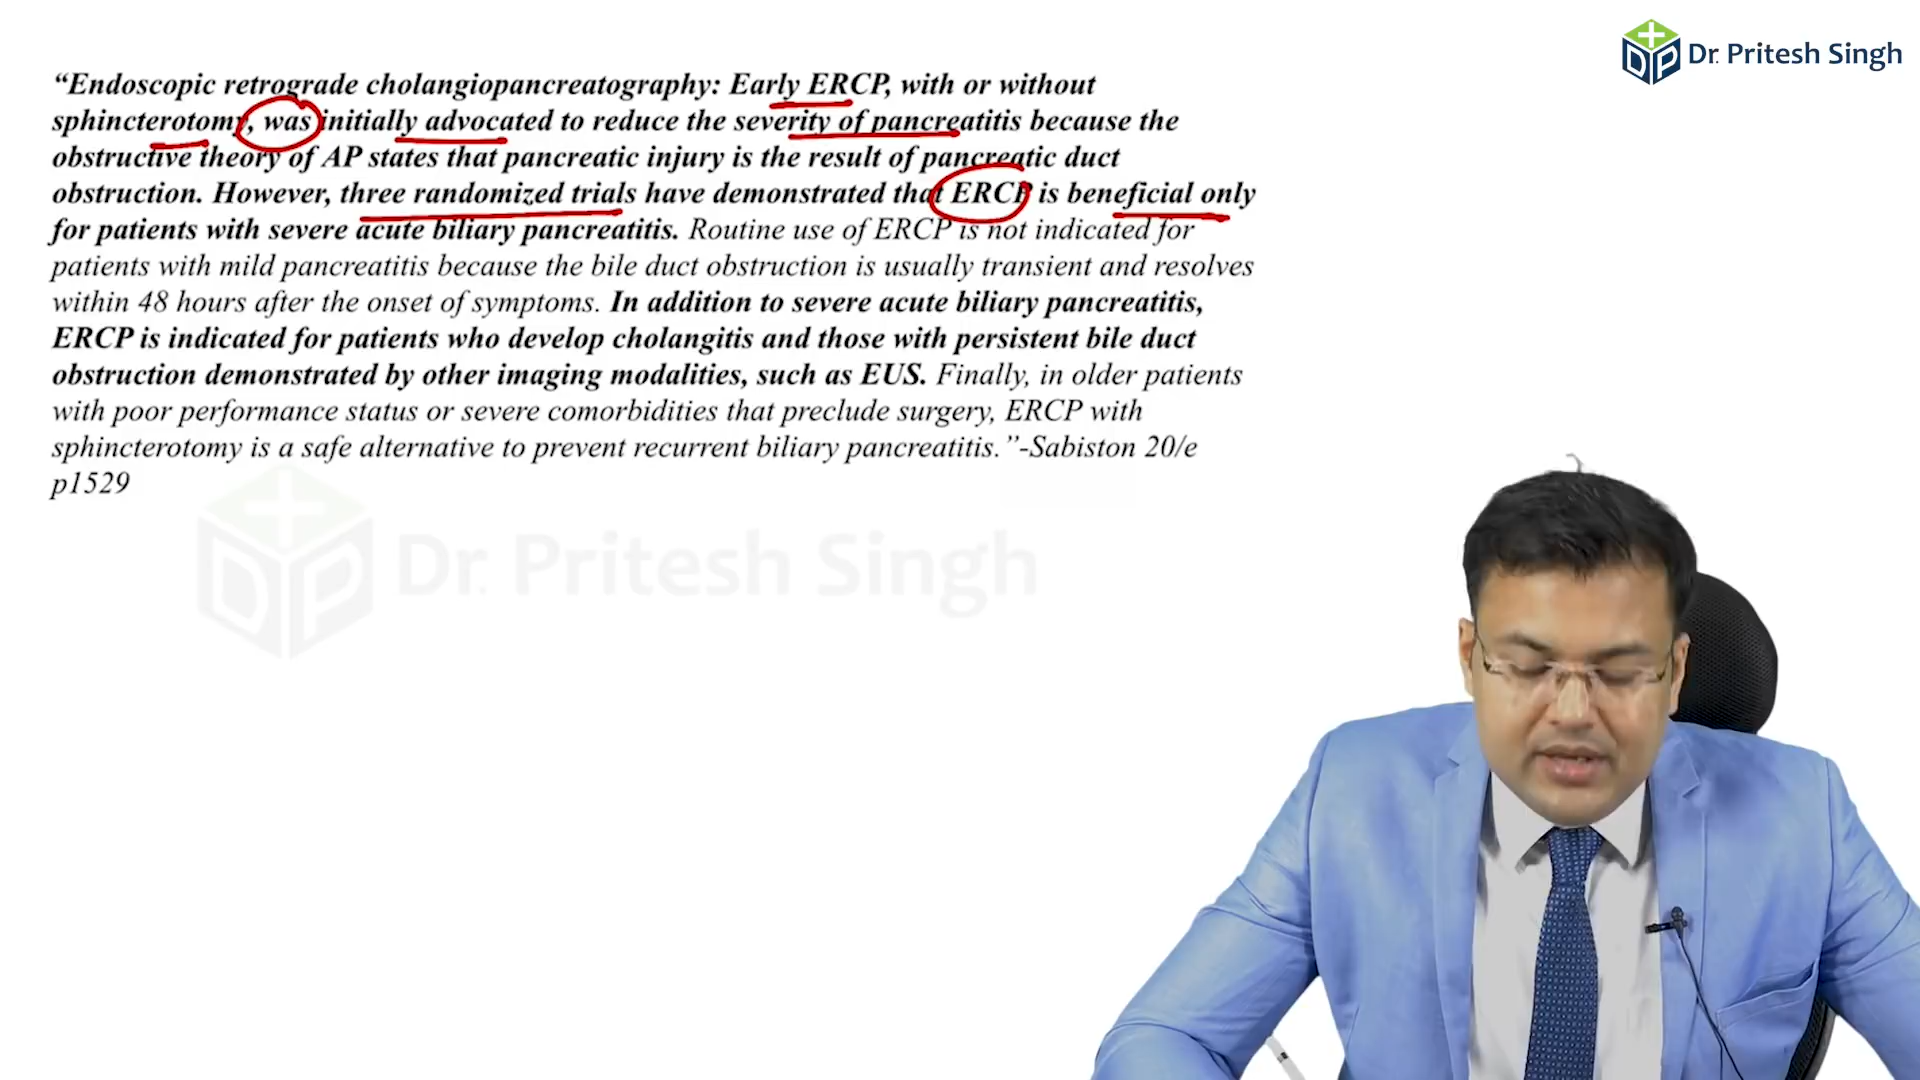 Dr. Pritesh Singh
“Endoscopic retrograde cholangiopancreatography: Early ERCP, with or without
sphincterotomy, was initially advocated to reduce the severity of pancreatitis because the
obstructive theory of AP states that pancreatic injury is the result of pancreatic duct
obstruction. However, three randomized trials have demonstrated that ERCP is beneficial only
for patients with severe acute biliary pancreatitis. Routine use of ERCP is not indicated for
patients with mild pancreatitis because the bile duct obstruction is usually transient and resolves
within 48 hours after the onset of symptoms. In addition to severe acute biliary pancreatitis,
ERCP is indicated for patients who develop cholangitis and those with persistent bile duct
obstruction demonstrated by other imaging modalities, such as EUS. Finally, in older patients
with poor performance status or severe comorbidities that preclude surgery, ERCP with
sphincterotomy is a safe alternative to prevent recurrent biliary pancreatitis.”-Sabiston 20/e
p1529
DP Dr. Pritesh Singh